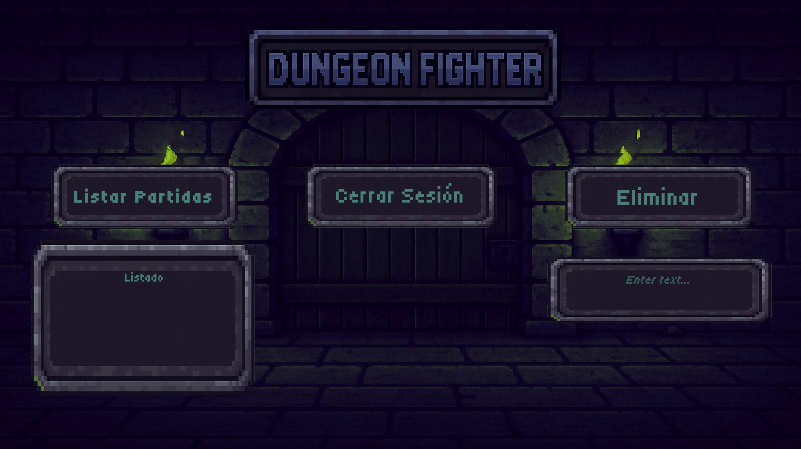 DUNGEON FIGHTER
Listar Partidas
Cerrar Sesión
Eliminar
Listado
Enter text...